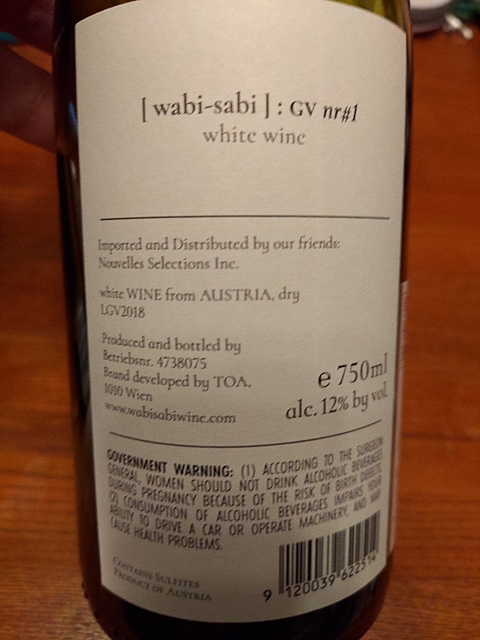 [ wabi-sabi ] : GV nr#1
white wine
Imported and Distributed by our friends:
Nouvelles Selections Inc.
white WINE from AUSTRIA, dry
LGV2018
Produced and bottled by
Betriebsnr. 4738075
Brand developed by TOA,
1010 Wien
www.wabisabiwine.com
e 750ml
alc. 12% by vol.
GOVERNMENT WARNING: (1) ACCORDING TO THE SURGEON
GENERAL, WOMEN SHOULD NOT DRINK ALCOHOLIC BEVERAGES
DURING PREGNANCY BECAUSE OF THE RISK OF BIRTH DEFECTS.
(2) CONSUMPTION OF ALCOHOLIC BEVERAGES IMPAIRS YOUR
ABILITY TO DRIVE A CAR OR OPERATE MACHINERY, AND MAY
CAUSE HEALTH PROBLEMS.
CONTAINS SULFITES
PRODUCT OF AUSTRIA
9 120039 622514